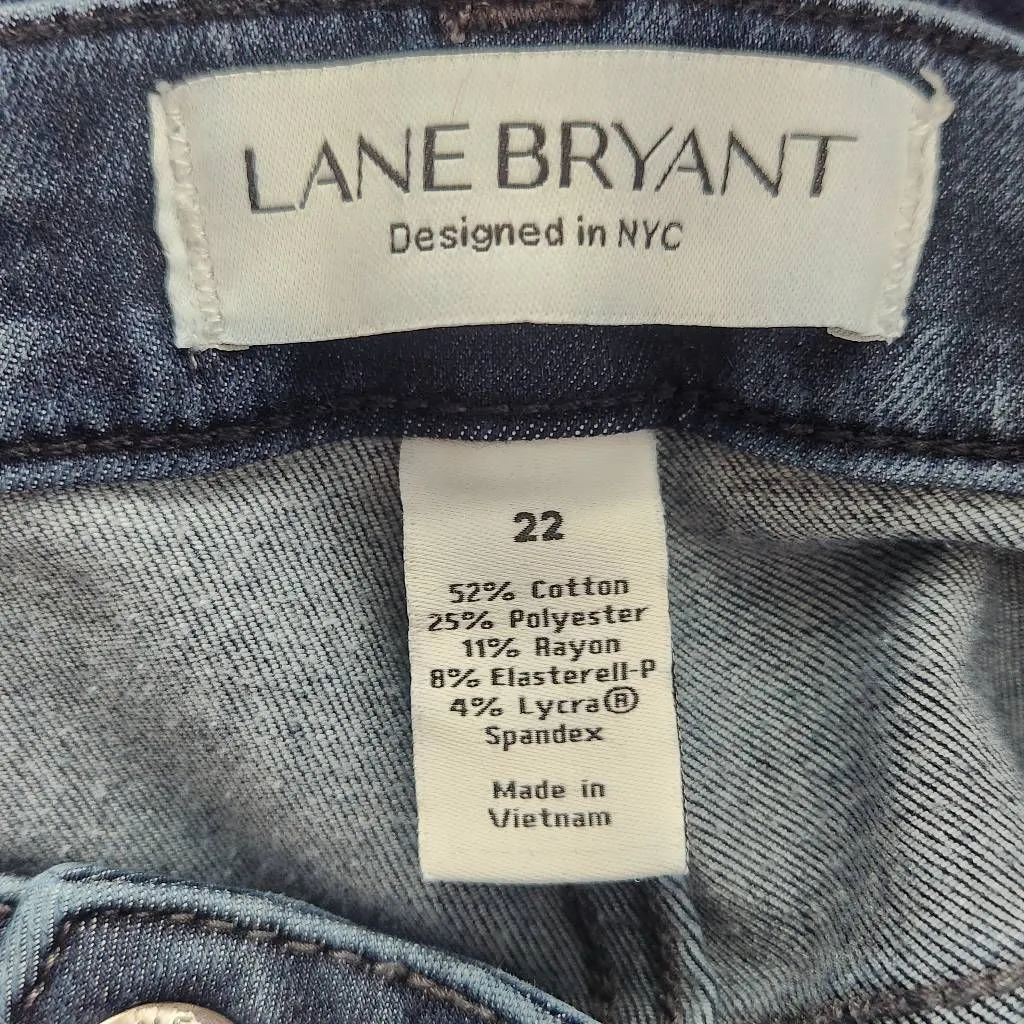 LANE BRYANT
Designed in NYC
22
52% Cotton
25% Polyester
11% Rayon
8% Elasterell-P
4% Lycra®
Spandex
Made in
Vietnam